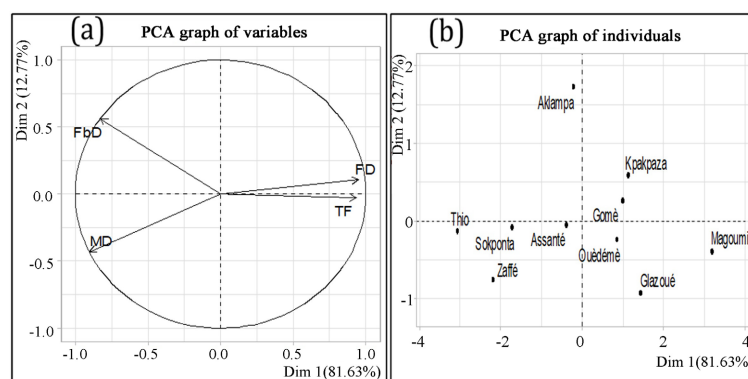 (a)
PCA graph of variables
Dim 2 (12.77%)
1.0
0.5
0.0
-0.5
-1.0
FbD
FD
TF
MD
-1.0 -0.5 0.0 0.5 1.0
Dim 1(81.63%)
(b)
PCA graph of individuals
Dim 2 (12.77%)
2
1
0
-1
Aklampa
Kpakpaza
Gomè
Thio
Sokponta
Assanté
Ouèdémè
Magoumi
Zaffé
Glazoué
-4 -2 0 2 4
Dim 1(81.63%)